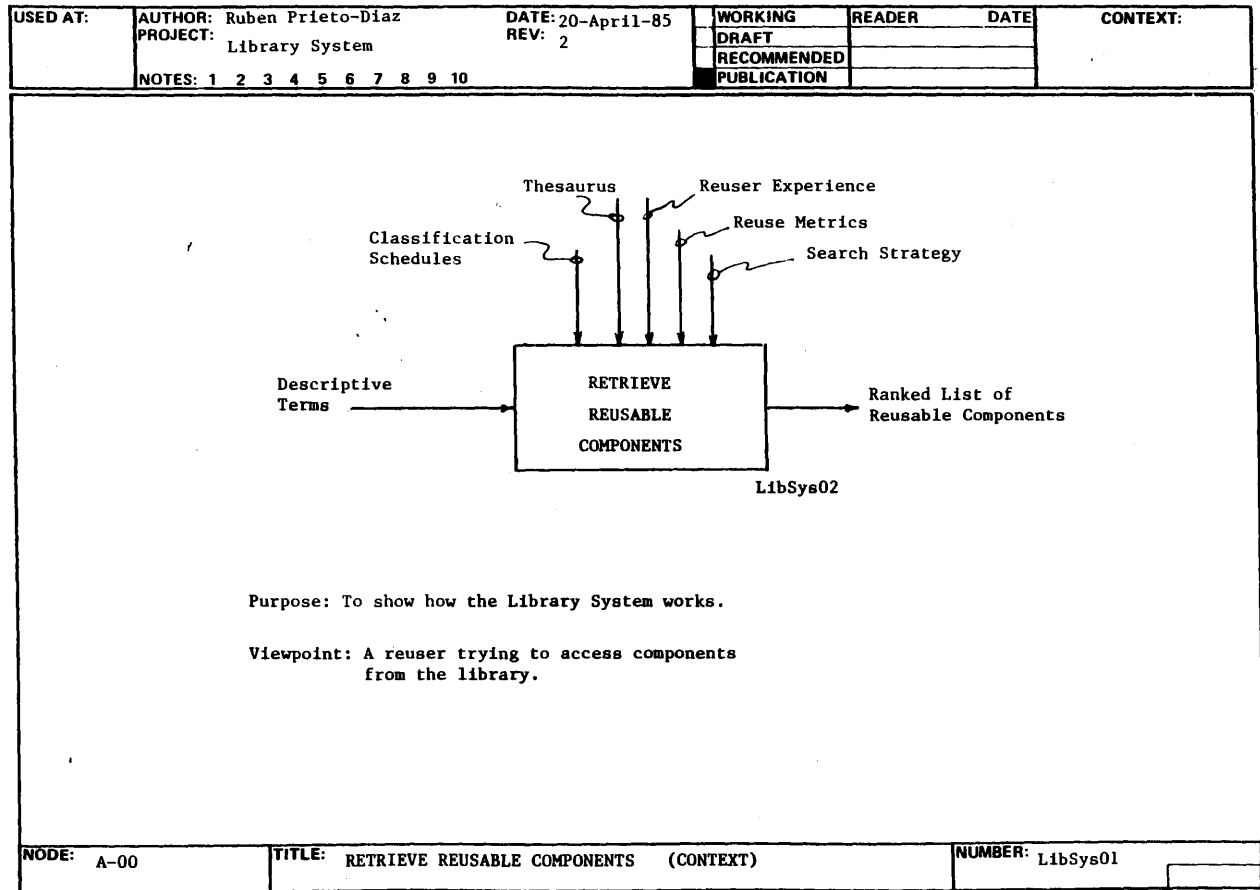 USED AT:
AUTHOR: Ruben Prieto-Diaz
PROJECT:
Library System
NOTES: 1 2 3 4 5 6 7 8 9 10
DATE: 20-April-85
REV: 2
WORKING
DRAFT
RECOMMENDED
PUBLICATION
READER DATE
CONTEXT:
Thesaurus
Reuser Experience
Reuse Metrics
Classification
Schedules
Search Strategy
Descriptive
Terms
RETRIEVE
REUSABLE
COMPONENTS
Ranked List of
Reusable Components
LibSys02
Purpose: To show how the Library System works.
Viewpoint: A reuser trying to access components
from the library.
NODE: A-00
TITLE: RETRIEVE REUSABLE COMPONENTS (CONTEXT)
NUMBER: LibSys01